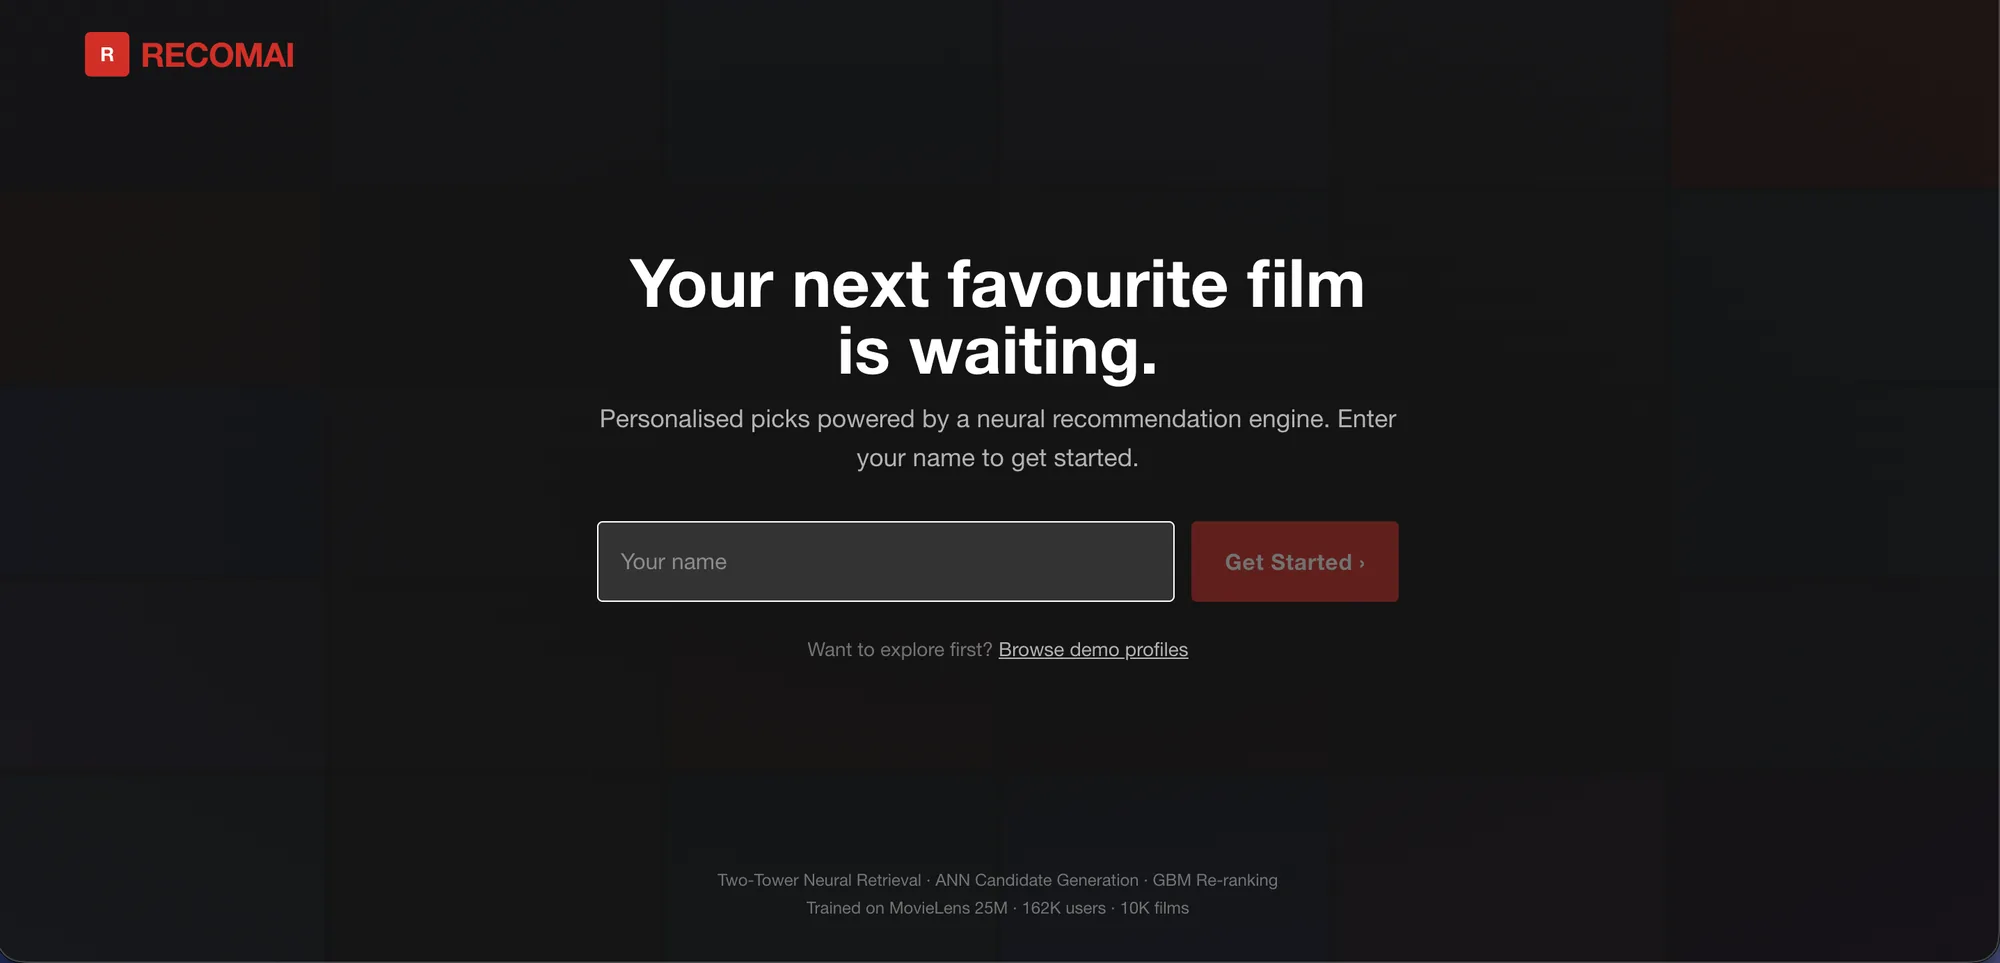 R RECOMAI
Your next favourite film
is waiting.
Personalised picks powered by a neural recommendation engine. Enter
your name to get started.
Your name
Get Started ›
Want to explore first? Browse demo profiles
Two-Tower Neural Retrieval · ANN Candidate Generation · GBM Re-ranking
Trained on MovieLens 25M · 162K users · 10K films